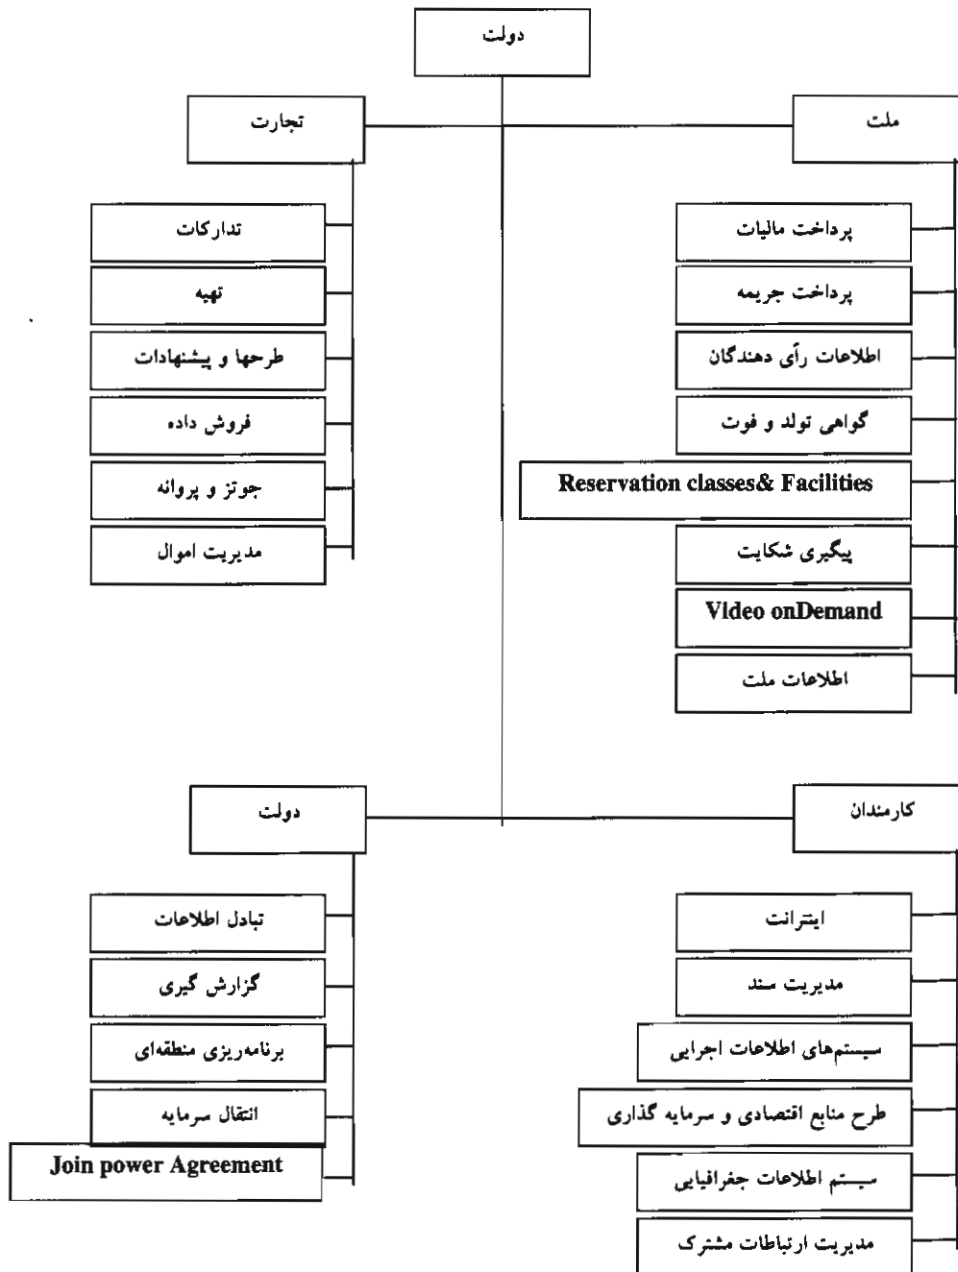 دولت
ملت
پرداخت مالیات
پرداخت جریمه
اطلاعات رآی دهندگان
گواهی تولد و فوت
Reservation classes& Facilities
پیگیری شکایت
Video onDemand
اطلاعات ملت
تجارت
تدارکات
تهیه
طرحها و پیشنهادات
فروش داده
جوتز و پروانه
مدیریت اموال
کارمندان
اینترانت
مدیریت سند
سیستم‌های اطلاعات اجرایی
طرح منابع اقتصادی و سرمایه گذاری
سیستم اطلاعات جغرافیایی
مدیریت ارتباطات مشترک
دولت
تبادل اطلاعات
گزارش گیری
برنامه‌ریزی منطقه‌ای
انتقال سرمایه
Join power Agreement